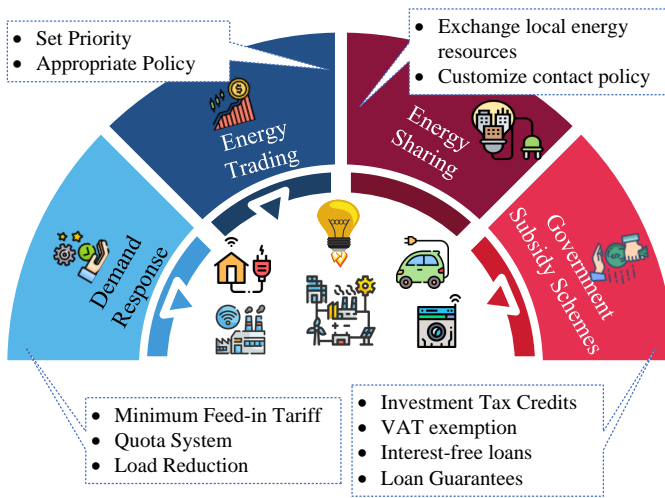 • Set Priority
• Appropriate Policy
• Exchange local energy
resources
• Customize contact policy
Energy
Trading
Energy
Sharing
Demand
Response
Government
Subsidy Schemes
• Minimum Feed-in Tariff
• Quota System
• Load Reduction
• Investment Tax Credits
• VAT exemption
• Interest-free loans
• Loan Guarantees